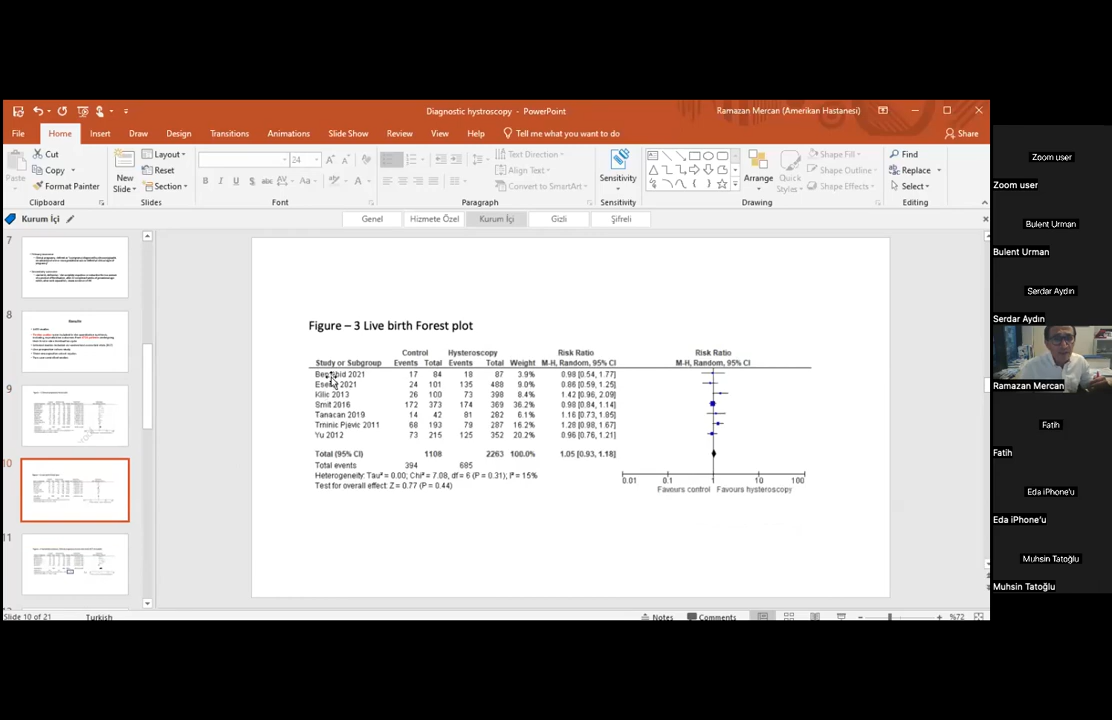 Diagnostic hystroscopy - PowerPoint
Ramazan Mercan (Amerikan Hastanesi)
File Home Insert Draw Design Transitions Animations Slide Show Review View Help Tell me what you want to do Share
Paste Cut Copy Format Painter
Clipboard
New Slide Layout Reset Section
Slides
24
Font
Text Direction
Align Text
Convert to SmartArt
Paragraph
Sensitivity
Sensitivity
Arrange Quick Styles Shape Fill Shape Outline Shape Effects
Drawing
Find
Replace
Select
Editing
Kurum İçi
Genel Hizmete Özel Kurum İçi Gizli Şifreli
7
8
Results
9
10
11
Figure – 3 Live birth Forest plot
Control Hysteroscopy Risk Ratio Risk Ratio
Study or Subgroup Events Total Events Total Weight M-H, Random, 95% CI M-H, Random, 95% CI
2021 17 84 18 87 3.9% 0.98 [0.54, 1.77]
2021 24 101 135 488 9.0% 0.86 [0.59, 1.25]
Kilic 2013 26 100 73 398 8.4% 1.42 [0.96, 2.09]
Smit 2016 172 373 174 369 36.2% 0.98 [0.84, 1.14]
Tanacan 2019 14 42 81 282 6.1% 1.16 [0.73, 1.85]
Trninic Pjevic 2011 68 193 79 287 16.2% 1.28 [0.98, 1.67]
Yu 2012 73 215 125 352 20.2% 0.96 [0.76, 1.21]
Total (95% CI) 1108 2263 100.0% 1.05 [0.93, 1.18]
Total events 394 685
Heterogeneity: Tau² = 0.00; Chi² = 7.08, df = 6 (P = 0.31); I² = 15%
Test for overall effect: Z = 0.77 (P = 0.44)
0.01 0.1 1 10 100
Favours control Favours hysteroscopy
Slide 10 of 21 Turkish
Notes Comments %72
Zoom user
Zoom user
Bulent Urman
Bulent Urman
Serdar Aydın
Serdar Aydın
Ramazan Mercan
Fatih
Fatih
Eda iPhone'u
Eda iPhone'u
Muhsin Tatoğlu
Muhsin Tatoğlu